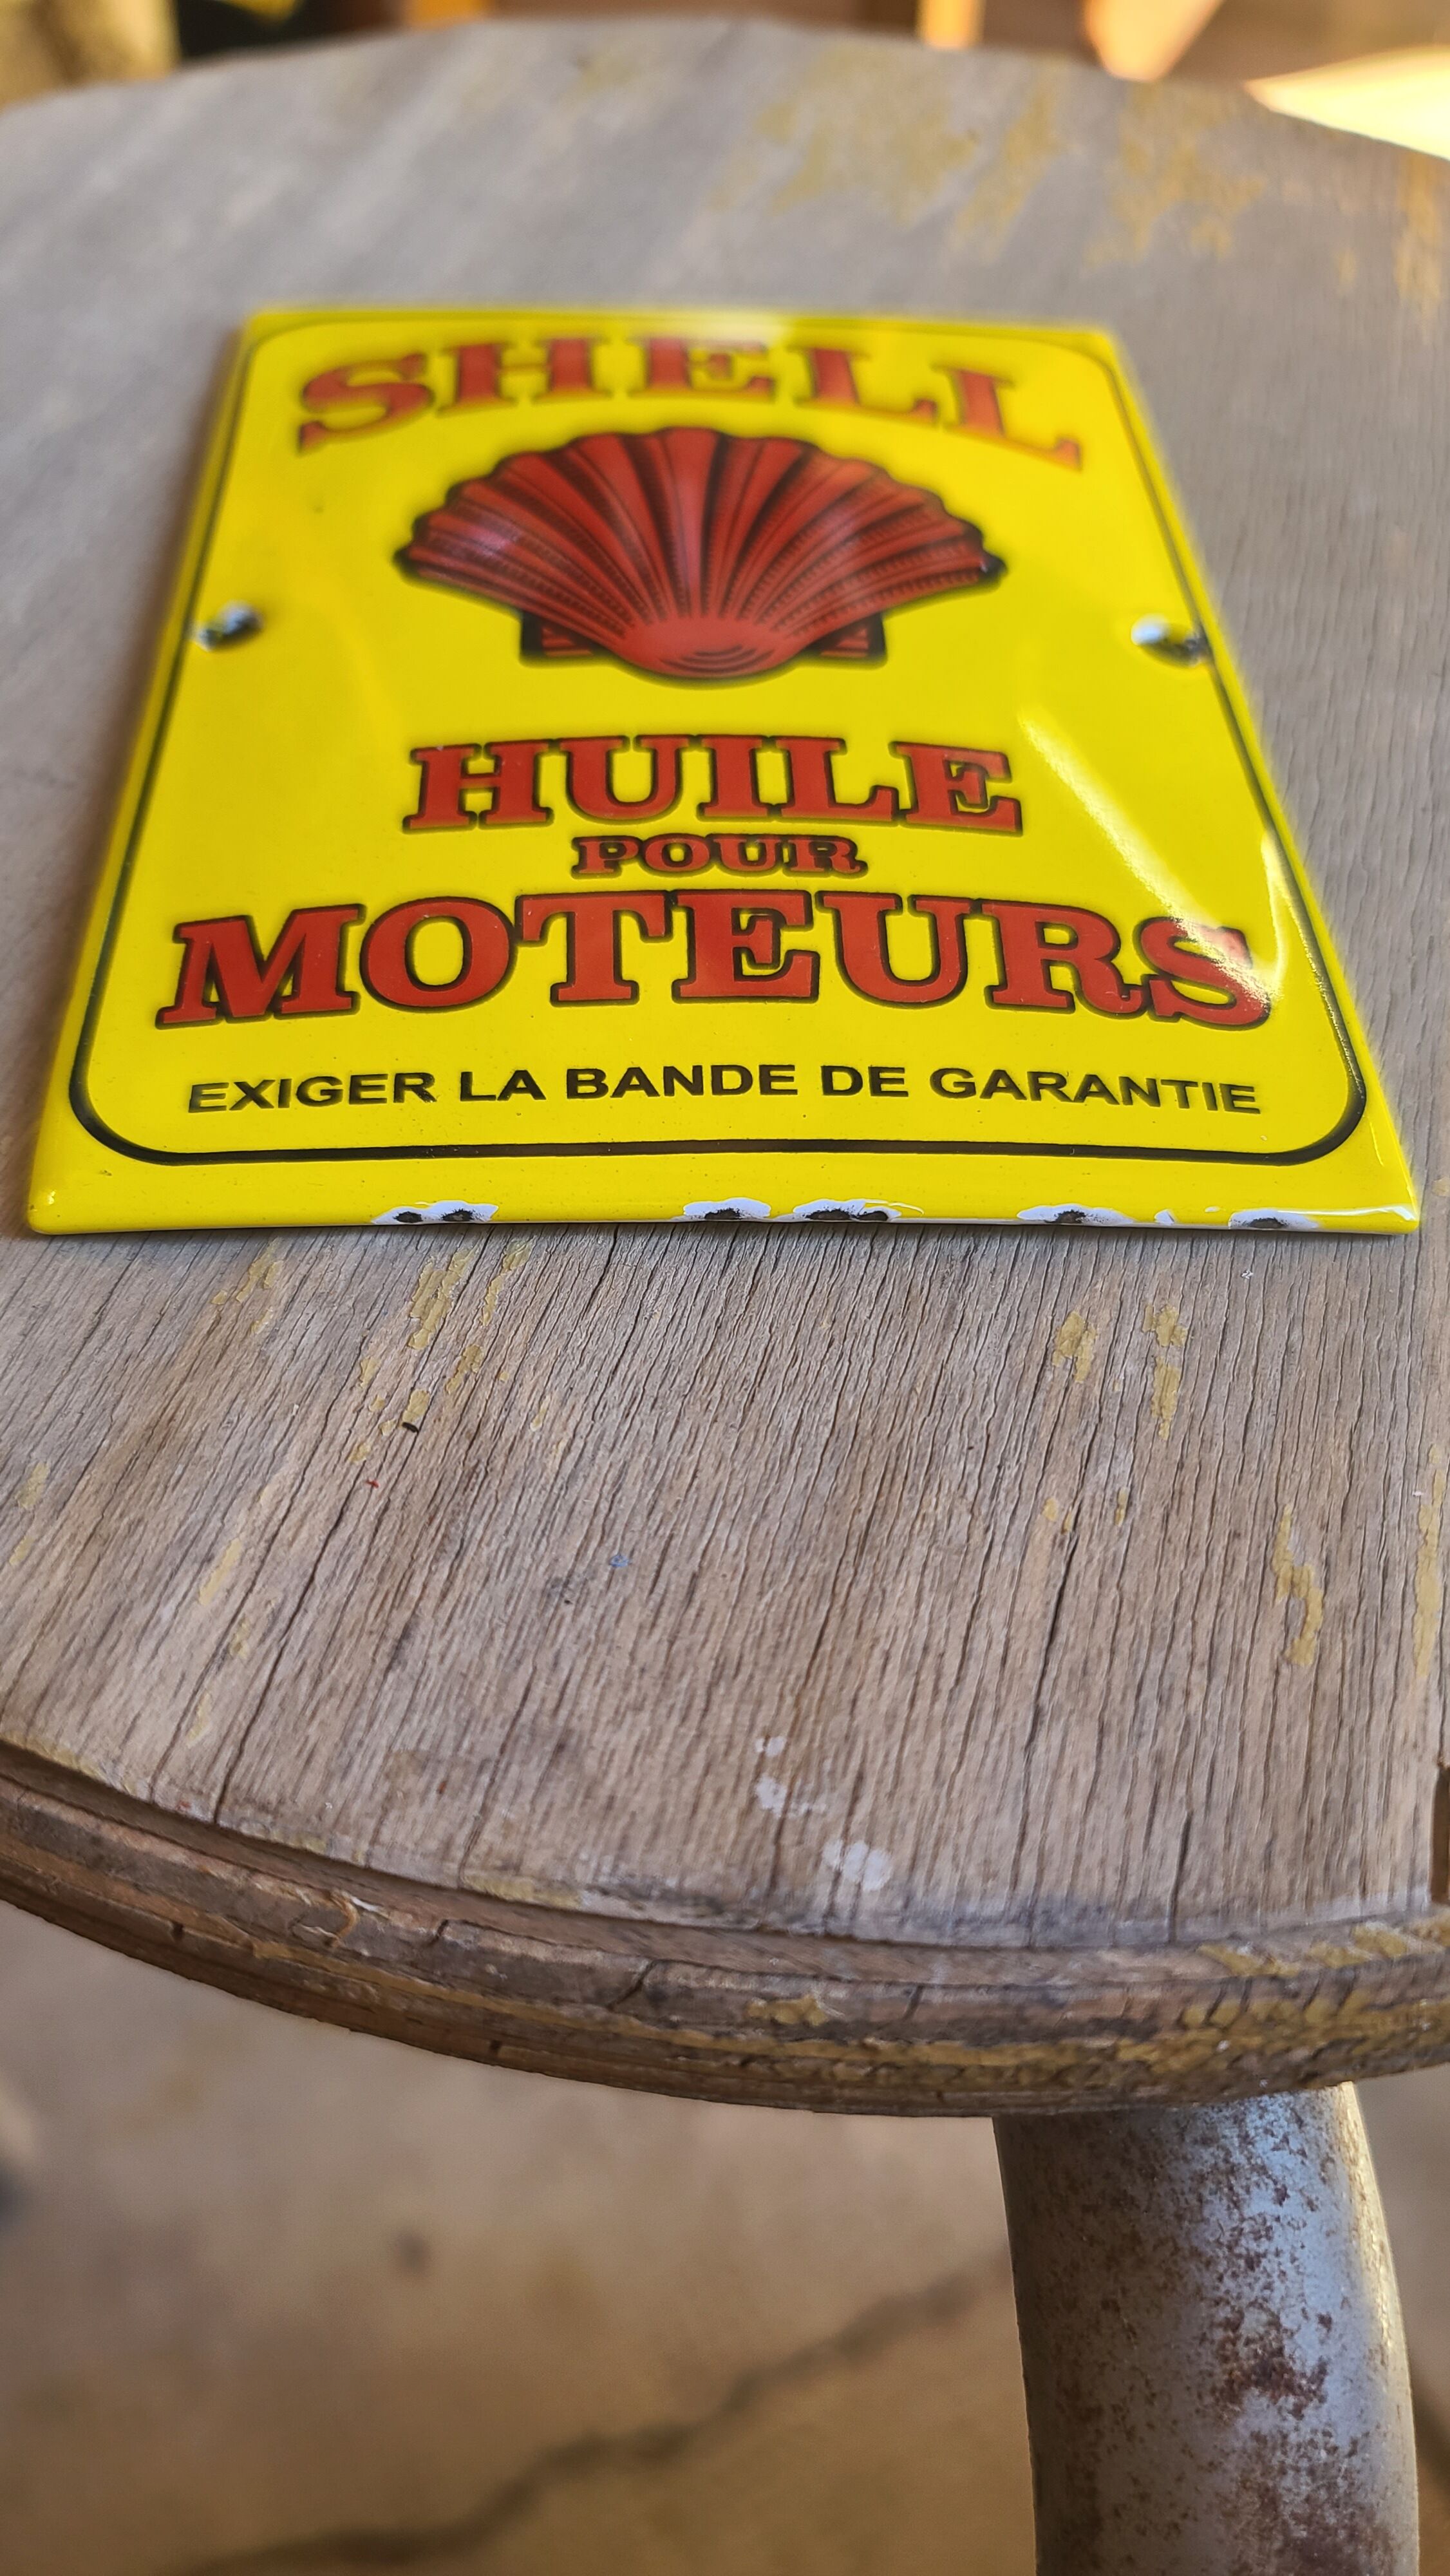 SHELL
HUILE
POUR
MOTEURS
EXIGER LA BANDE DE GARANTIE